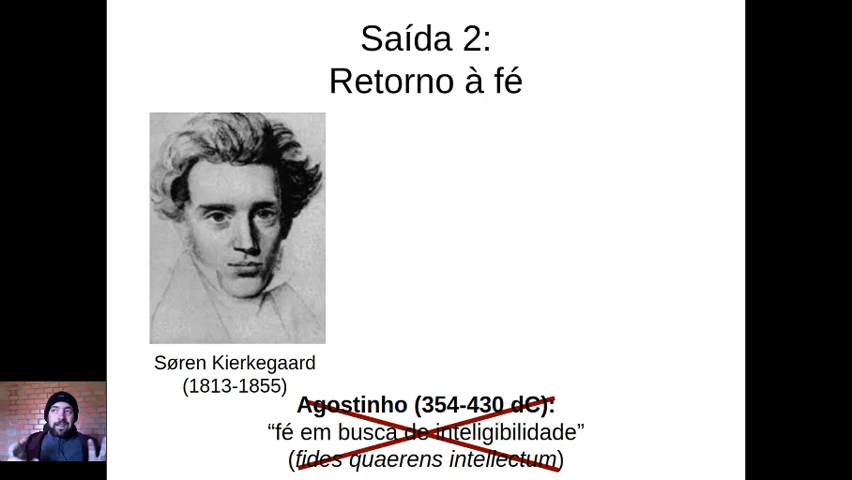 Saída 2:
Retorno à fé
Søren Kierkegaard
(1813-1855)
Agostinho (354-430 dC):
“fé em busca de inteligibilidade”
(fides quaerens intellectum)